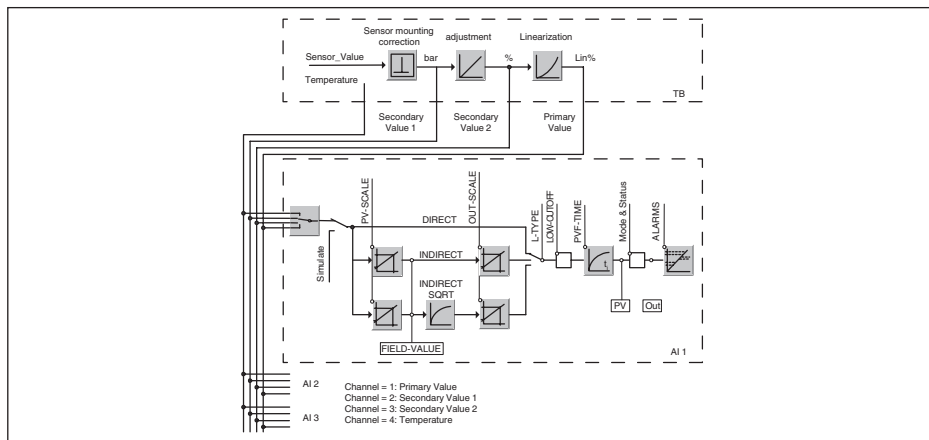 Sensor mounting
correction
adjustment
Linearization
Sensor_Value
bar
%
Lin%
Temperature
TB
Secondary
Value 1
Secondary
Value 2
Primary
Value
PV-SCALE
OUT-SCALE
L-TYPE
LOW-CUTOFF
PVF-TIME
Mode & Status
ALARMS
DIRECT
Simulate
INDIRECT
INDIRECT
SQRT
t
PV
Out
FIELD-VALUE
AI 1
AI 2
Channel = 1: Primary Value
Channel = 2: Secondary Value 1
Channel = 3: Secondary Value 2
AI 3
Channel = 4: Temperature